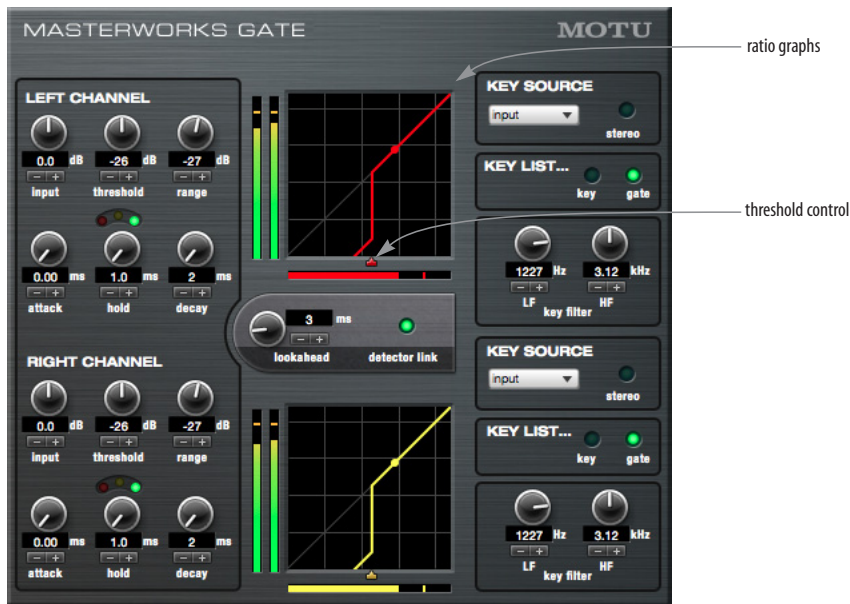 MASTERWORKS GATE
MOTU
ratio graphs
LEFT CHANNEL
0.0 dB -26 dB -27 dB
- + - + - +
input threshold range
0.00 ms 1.0 ms 2 ms
- + - + - +
attack hold decay
KEY SOURCE
input
stereo
KEY LIST...
key gate
threshold control
1227 Hz 3.12 kHz
- + - +
LF HF
key filter
3 ms
- +
lookahead detector link
RIGHT CHANNEL
0.0 dB -26 dB -27 dB
- + - + - +
input threshold range
0.00 ms 1.0 ms 2 ms
- + - + - +
attack hold decay
KEY SOURCE
input
stereo
KEY LIST...
key gate
1227 Hz 3.12 kHz
- + - +
LF HF
key filter